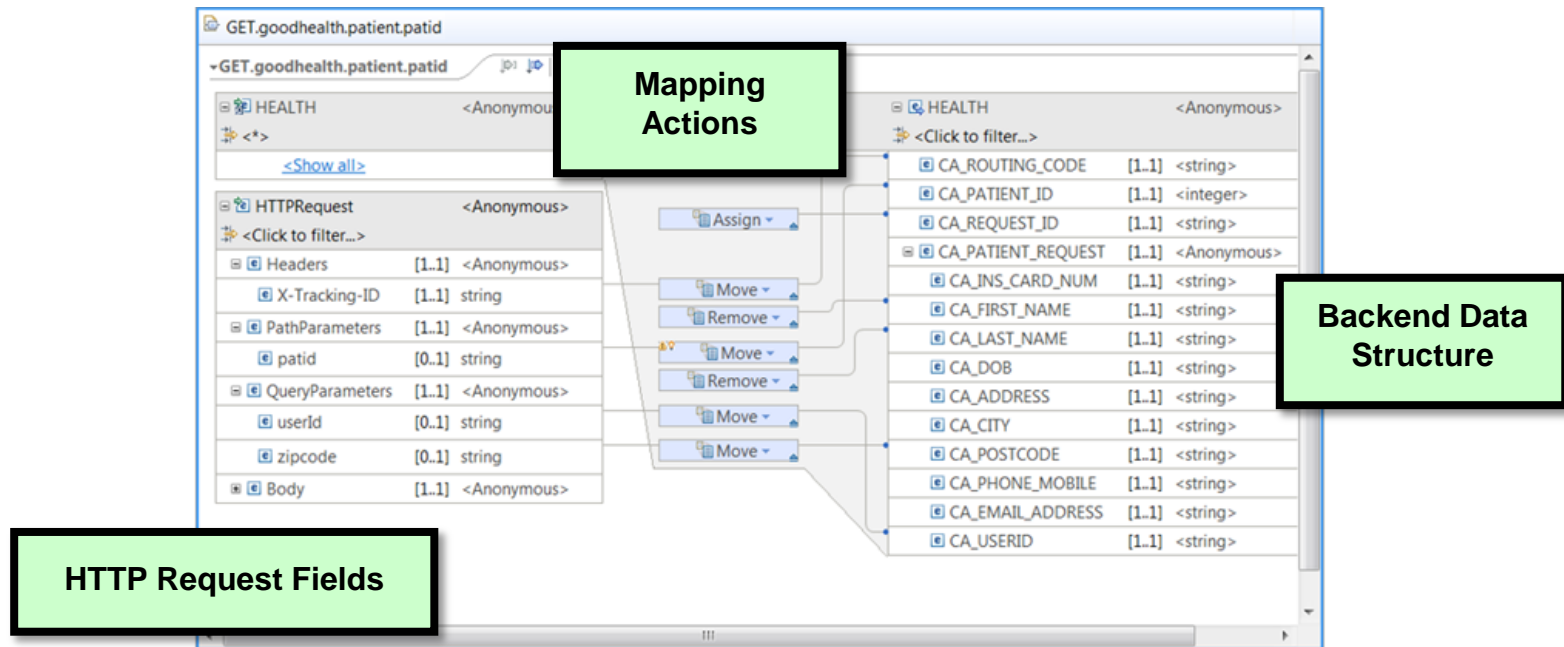 GET.goodhealth.patient.patid
GET.goodhealth.patient.patid
Mapping
Actions
HEALTH
<*>
<Show all>
HTTPRequest <Anonymous>
<Click to filter...>
Headers [1..1] <Anonymous>
X-Tracking-ID [1..1] string
PathParameters [1..1] <Anonymous>
patid [0..1] string
QueryParameters [1..1] <Anonymous>
userId [0..1] string
zipcode [0..1] string
Body [1..1] <Anonymous>
Assign
Move
Remove
Move
Remove
Move
Move
HEALTH <Anonymous>
<Click to filter...>
CA_ROUTING_CODE [1..1] <string>
CA_PATIENT_ID [1..1] <integer>
CA_REQUEST_ID [1..1] <string>
CA_PATIENT_REQUEST [1..1] <Anonymous>
CA_INS_CARD_NUM [1..1] <string>
CA_FIRST_NAME [1..1] <string>
CA_LAST_NAME [1..1] <string>
CA_DOB [1..1] <string>
CA_ADDRESS [1..1] <string>
CA_CITY [1..1] <string>
CA_POSTCODE [1..1] <string>
CA_PHONE_MOBILE [1..1] <string>
CA_EMAIL_ADDRESS [1..1] <string>
CA_USERID [1..1] <string>
Backend Data
Structure
HTTP Request Fields